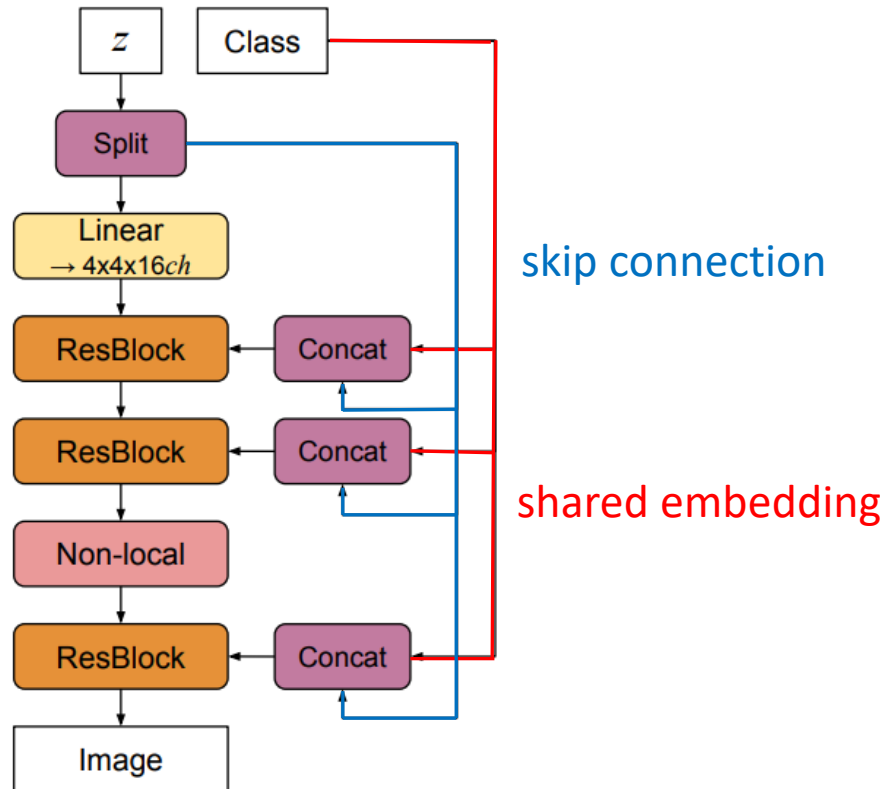 z
Class
Split
Linear
→ 4x4x16ch
skip connection
ResBlock
Concat
ResBlock
Concat
shared embedding
Non-local
ResBlock
Concat
Image